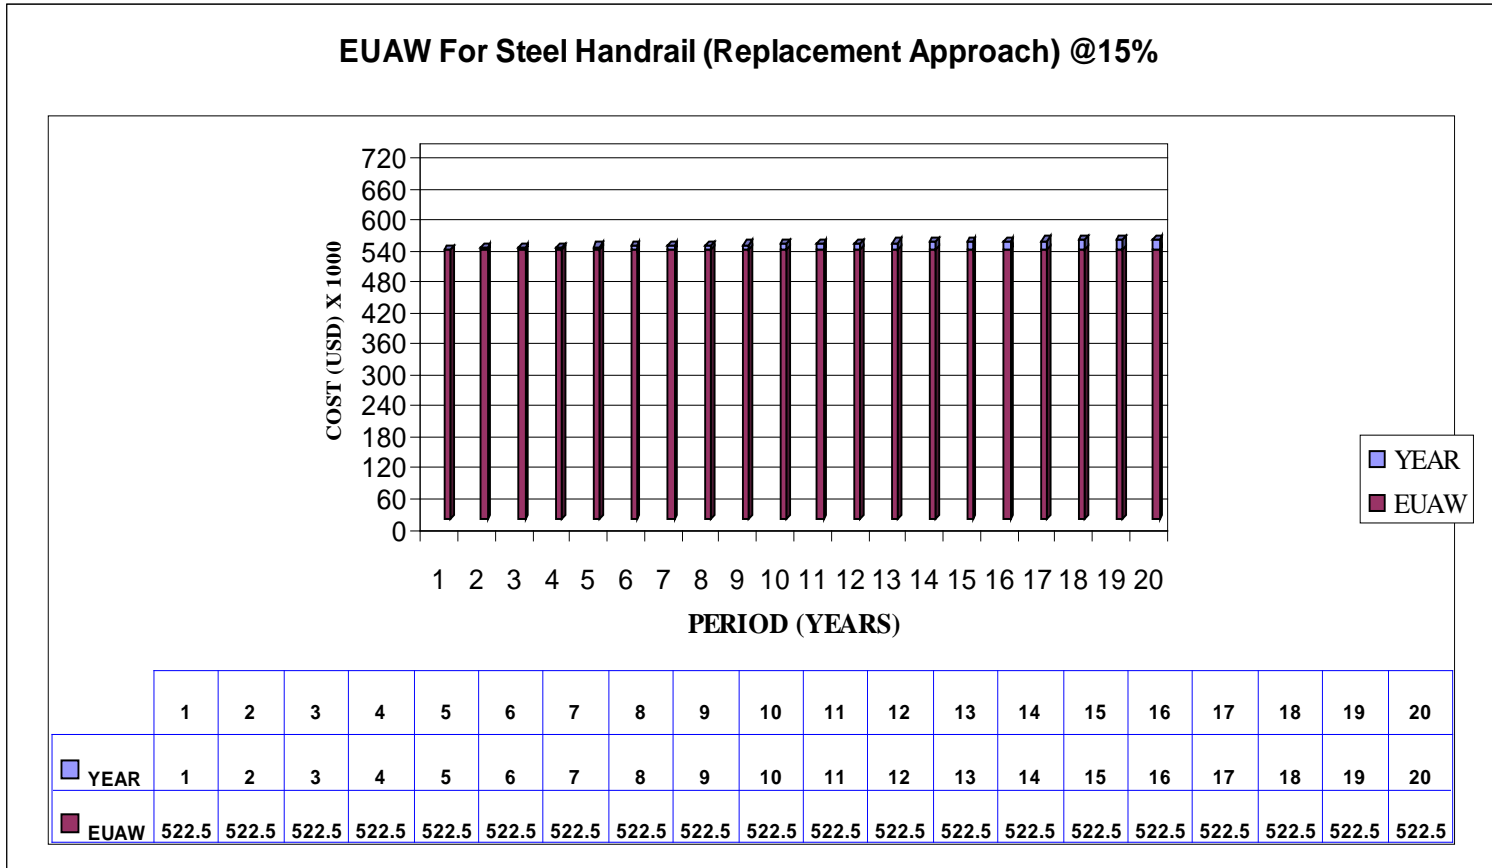 EUAW For Steel Handrail (Replacement Approach) @15%
720
660
600
540
480
420
360
300
240
180
120
60
0
COST (USD) X 1000
1 2 3 4 5 6 7 8 9 10 11 12 13 14 15 16 17 18 19 20
PERIOD (YEARS)
YEAR
EUAW
1 2 3 4 5 6 7 8 9 10 11 12 13 14 15 16 17 18 19 20
YEAR 1 2 3 4 5 6 7 8 9 10 11 12 13 14 15 16 17 18 19 20
EUAW 522.5 522.5 522.5 522.5 522.5 522.5 522.5 522.5 522.5 522.5 522.5 522.5 522.5 522.5 522.5 522.5 522.5 522.5 522.5 522.5